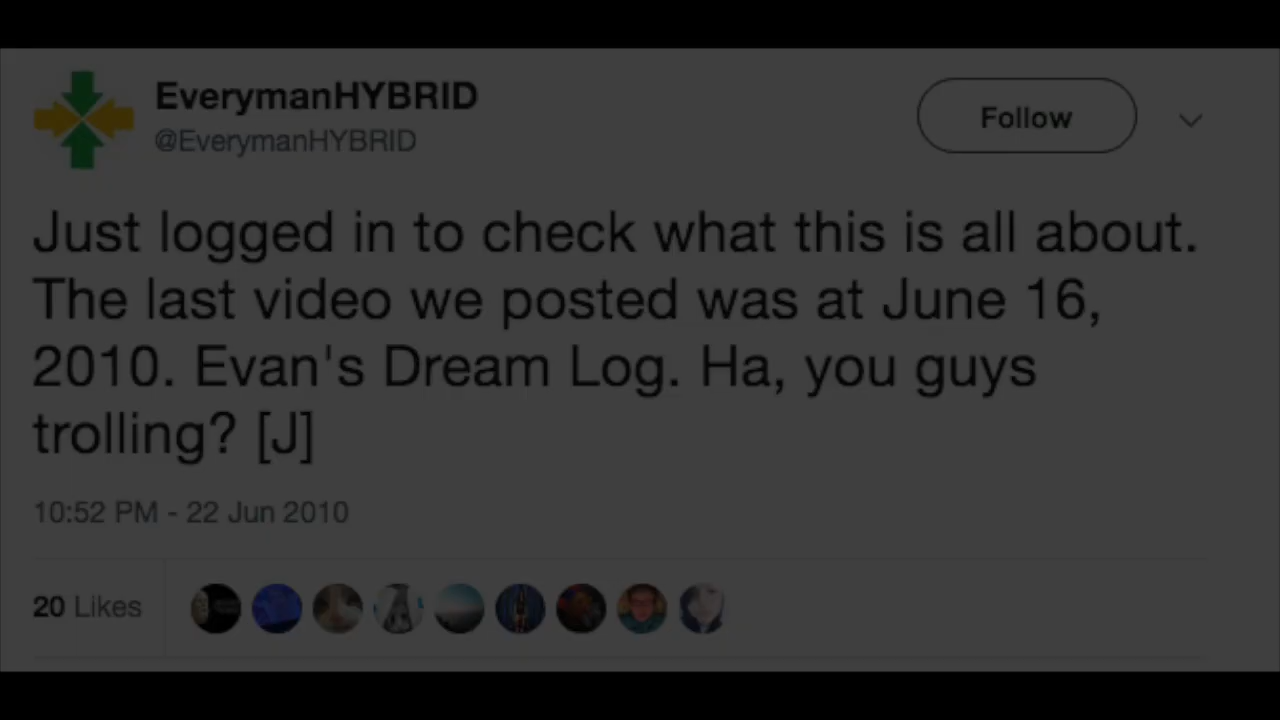 EverymanHYBRID
@EverymanHYBRID
Follow
Just logged in to check what this is all about.
The last video we posted was at June 16,
2010. Evan's Dream Log. Ha, you guys
trolling? [J]
10:52 PM - 22 Jun 2010
20 Likes